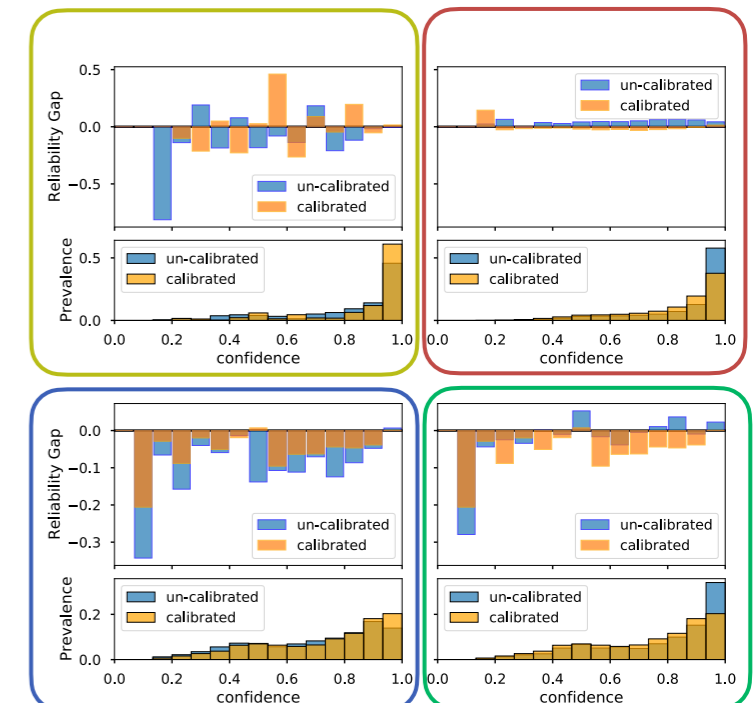 0.5
0.0
−0.5
Reliability Gap
un-calibrated
calibrated
0.5
0.0
Prevalence
un-calibrated
calibrated
0.0 0.2 0.4 0.6 0.8 1.0
confidence
un-calibrated
calibrated
un-calibrated
calibrated
0.0 0.2 0.4 0.6 0.8 1.0
confidence
0.0
−0.1
−0.2
−0.3
Reliability Gap
un-calibrated
calibrated
0.2
0.0
Prevalence
un-calibrated
calibrated
0.0 0.2 0.4 0.6 0.8 1.0
confidence
un-calibrated
calibrated
un-calibrated
calibrated
0.0 0.2 0.4 0.6 0.8 1.0
confidence